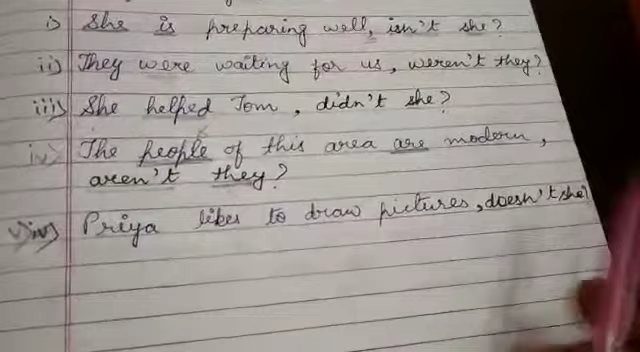 i) She is preparing well, isn't she?
ii) They were waiting for us, weren't they?
iii) She helped Tom, didn't she?
iv) The people of this area are modern,
aren't they?
v) Priya likes to draw pictures, doesn't she?